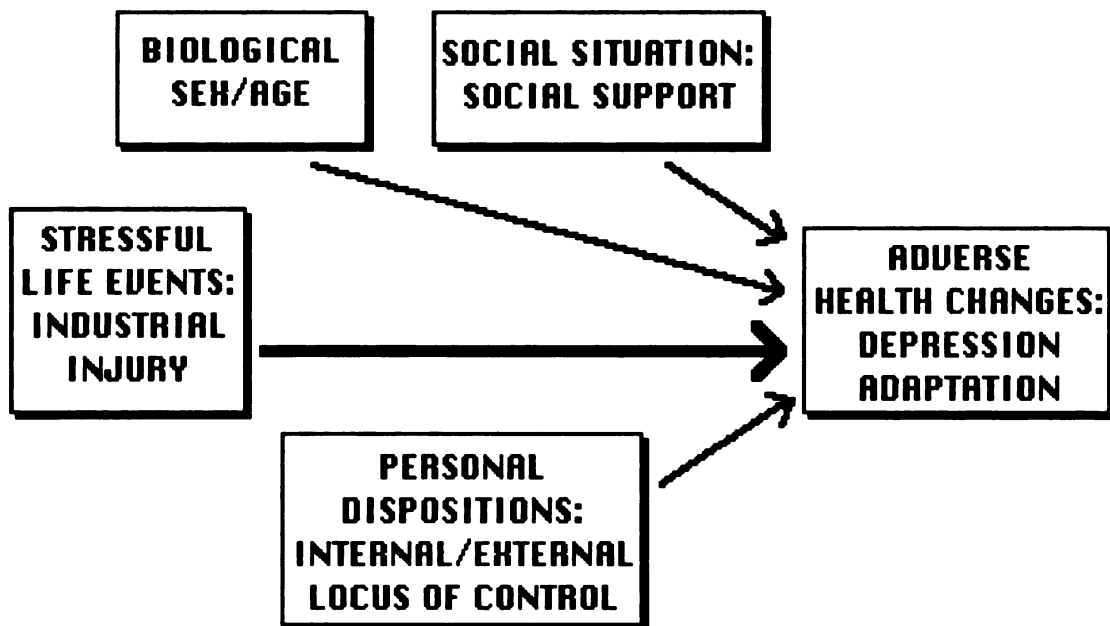 BIOLOGICAL
SEX/AGE
SOCIAL SITUATION:
SOCIAL SUPPORT
STRESSFUL
LIFE EVENTS:
INDUSTRIAL
INJURY
ADVERSE
HEALTH CHANGES:
DEPRESSION
ADAPTATION
PERSONAL
DISPOSITIONS:
INTERNAL/EXTERNAL
LOCUS OF CONTROL